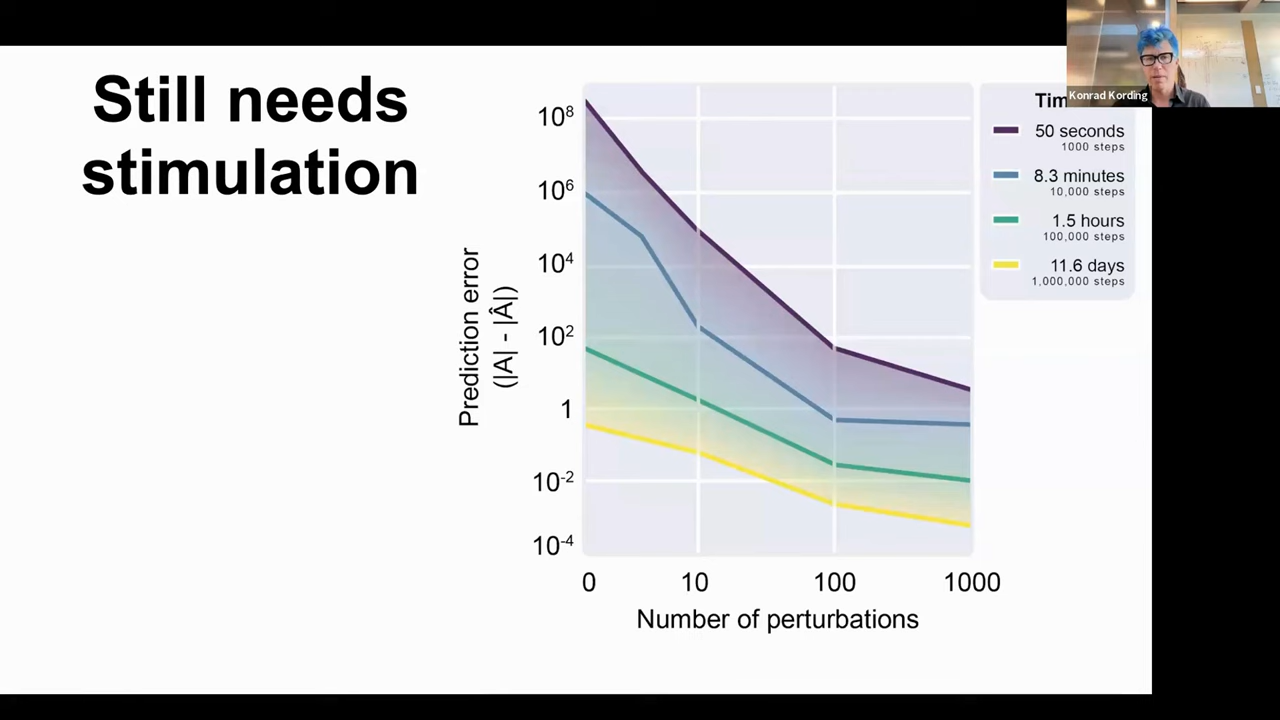 Still needs
stimulation
Konrad Kording
Prediction error
(|A| - |Â|)
10⁸
10⁶
10⁴
10²
1
10⁻²
10⁻⁴
0 10 100 1000
Number of perturbations
Tim
50 seconds
1000 steps
8.3 minutes
10,000 steps
1.5 hours
100,000 steps
11.6 days
1,000,000 steps